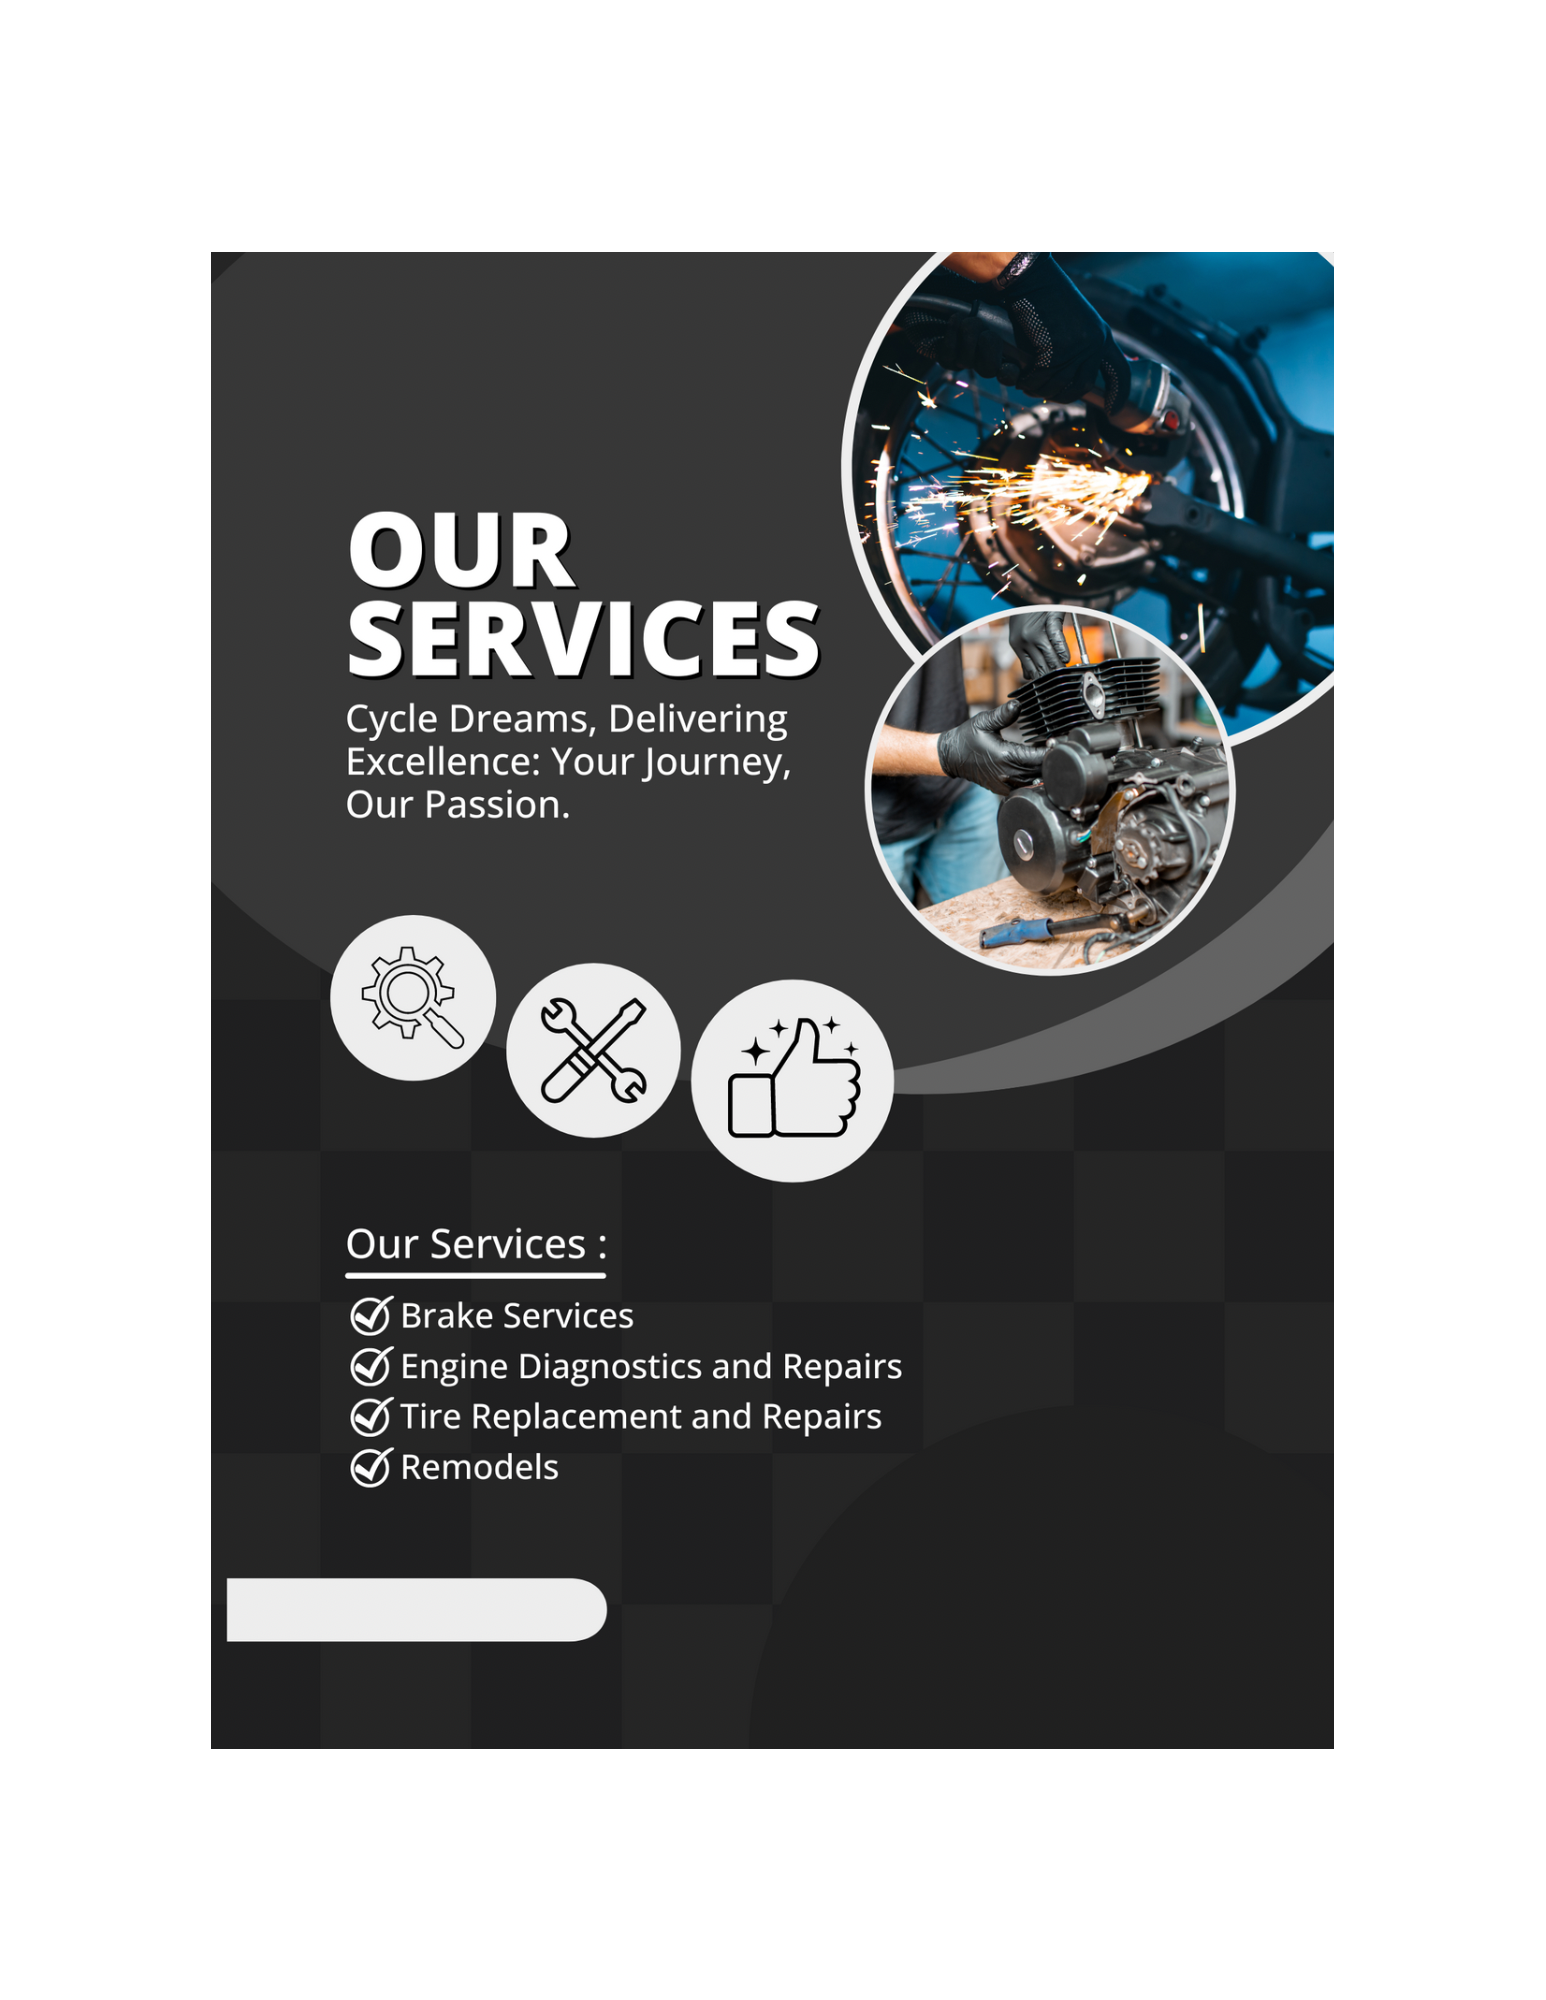 OUR
SERVICES
Cycle Dreams, Delivering
Excellence: Your Journey,
Our Passion.
Our Services :
Brake Services
Engine Diagnostics and Repairs
Tire Replacement and Repairs
Remodels